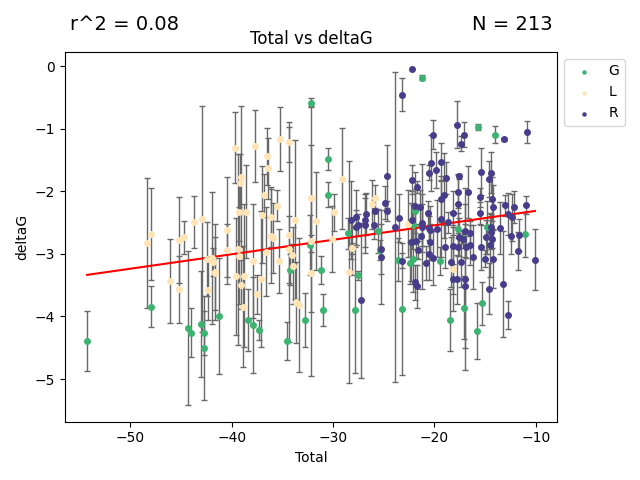 r^2 = 0.08
N = 213
Total vs deltaG
G
L
R
0
−1
−2
−3
−4
−5
deltaG
−50
−40
−30
−20
−10
Total